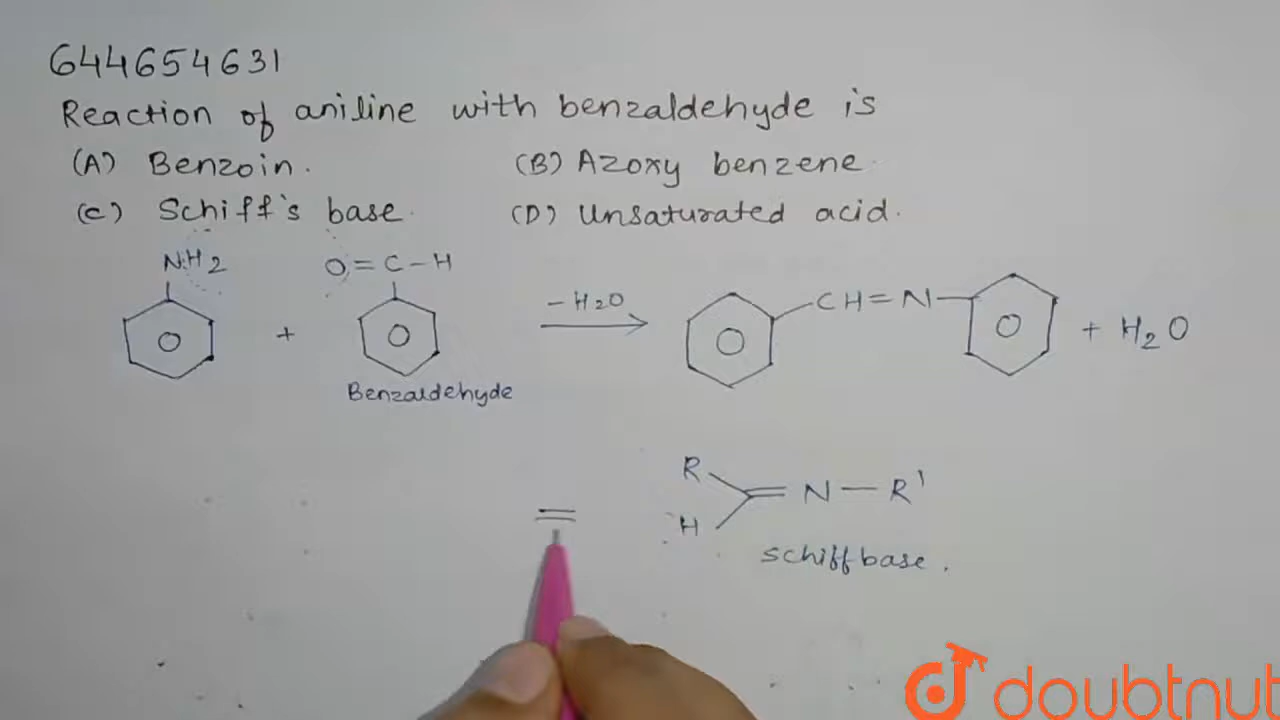 644654631
Reaction of aniline with benzaldehyde is
(A) Benzoin. (B) Azoxy benzene.
(C) Schiff's base. (D) Unsaturated acid.
NH2 O=C-H
+ -H2O CH=N + H2O
Benzaldehyde
R
=N-R'
H
Schiff base.
doubtnut